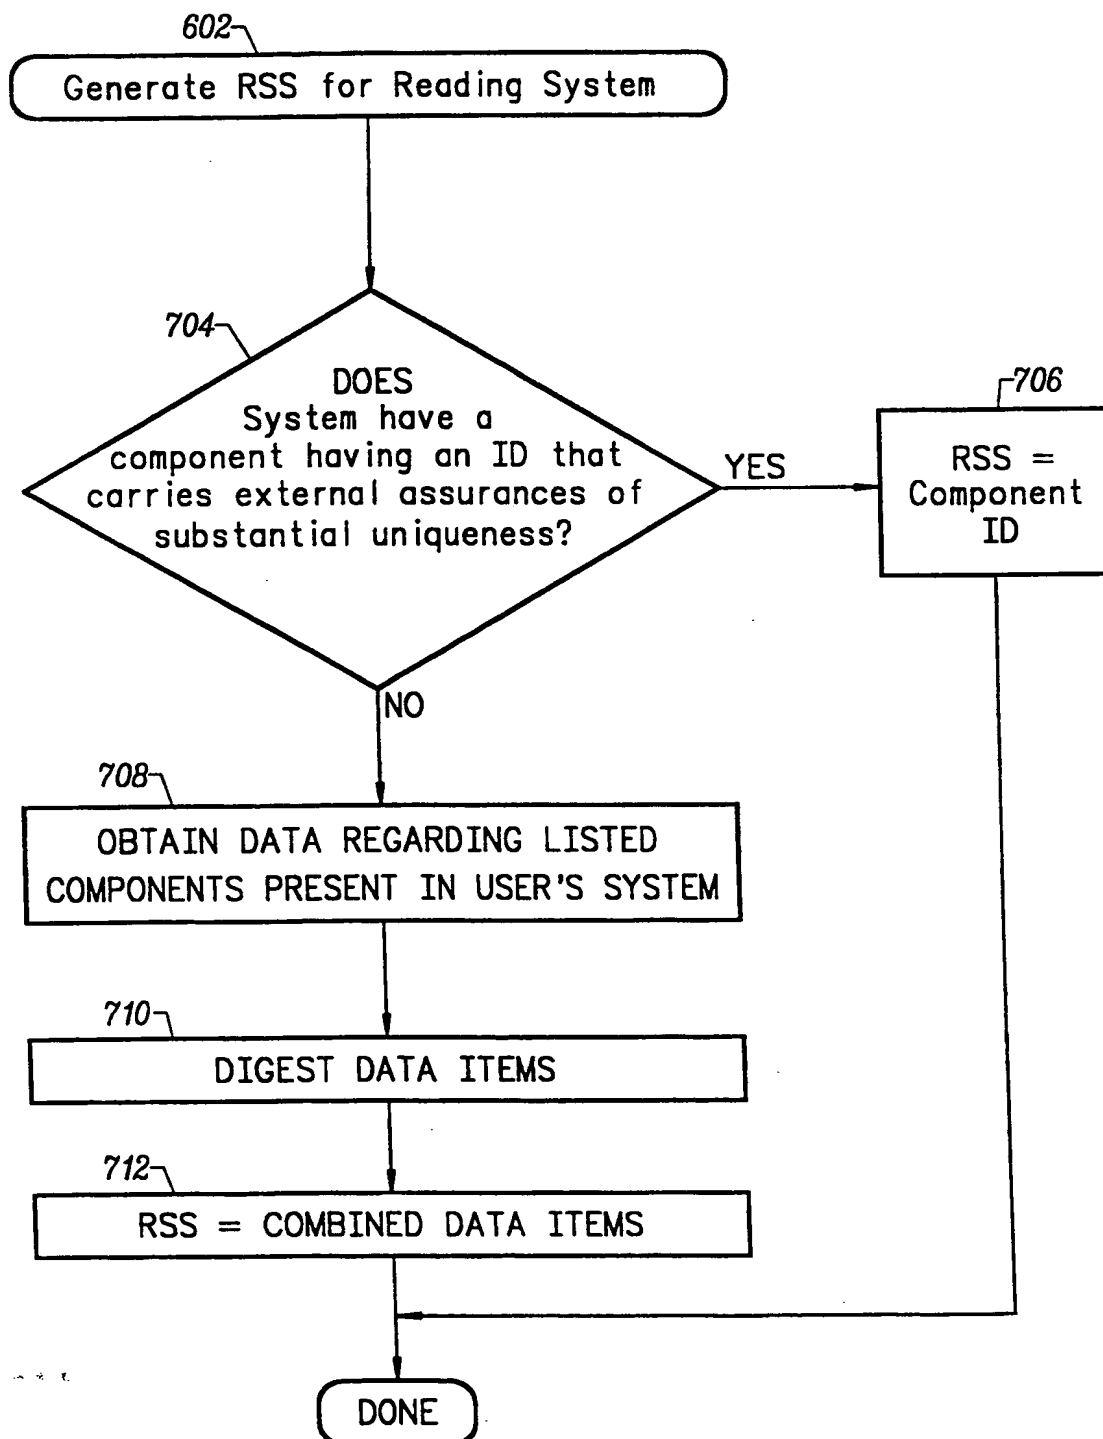 602
Generate RSS for Reading System
704
DOES
System have a
component having an ID that
carries external assurances of
substantial uniqueness?
YES
706
RSS =
Component
ID
NO
708
OBTAIN DATA REGARDING LISTED
COMPONENTS PRESENT IN USER'S SYSTEM
710
DIGEST DATA ITEMS
712
RSS = COMBINED DATA ITEMS
DONE